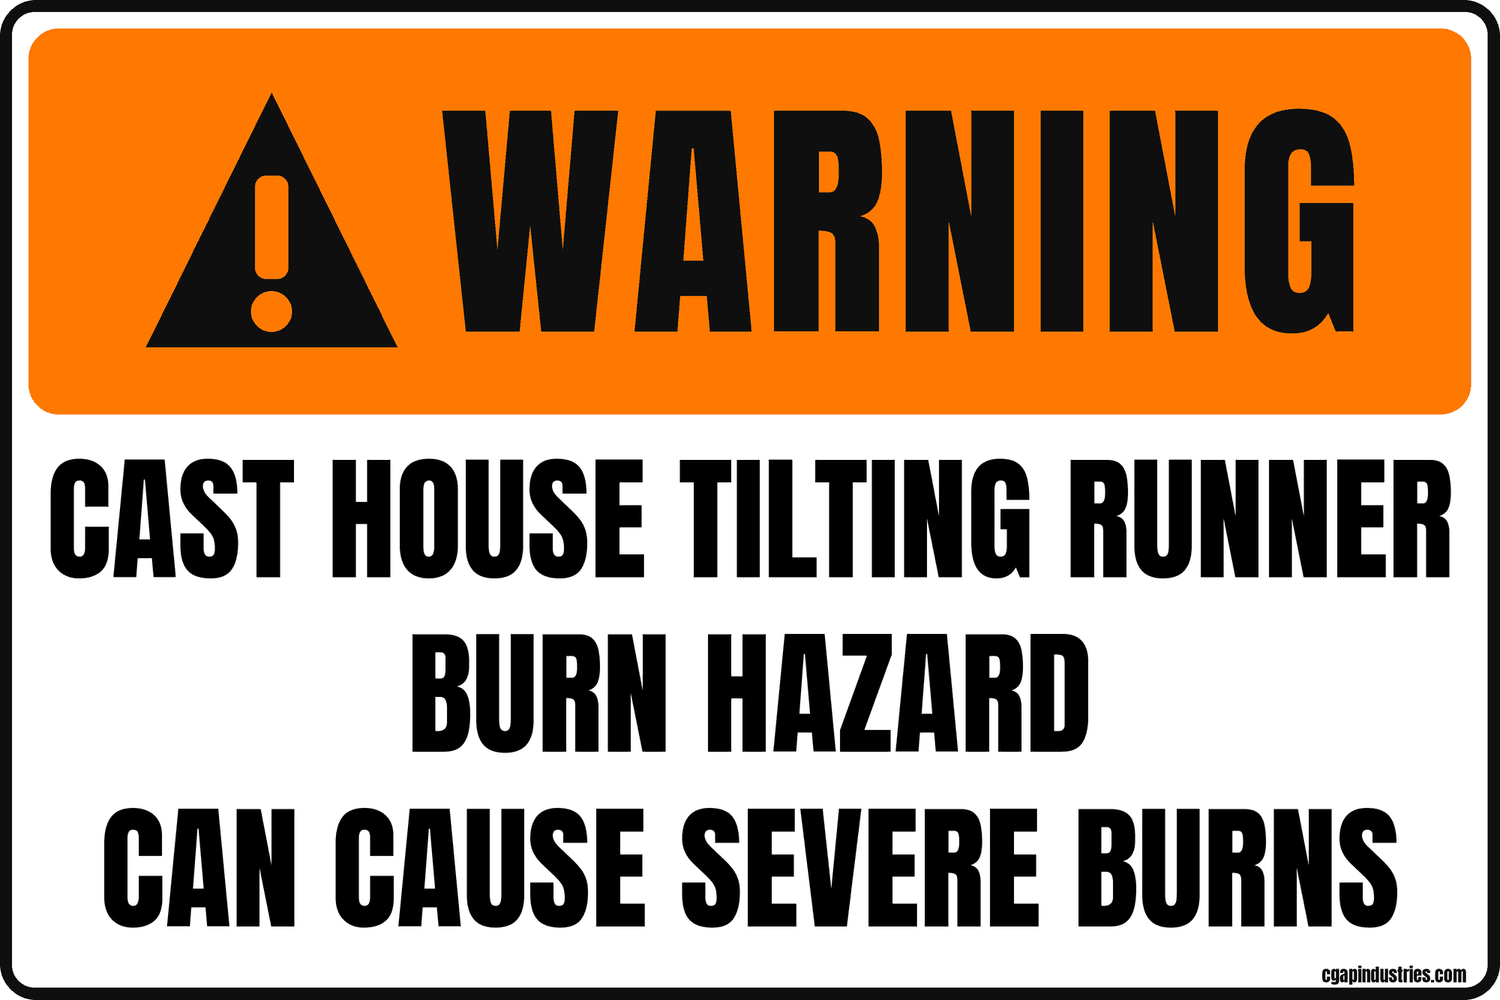 WARNING
CAST HOUSE TILTING RUNNER
BURN HAZARD
CAN CAUSE SEVERE BURNS
cgapindustries.com